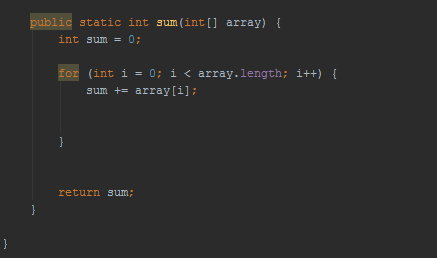 public static int sum(int[] array) {
    int sum = 0;
    for (int i = 0; i < array.length; i++) {
        sum += array[i];
    }
    return sum;
}
}